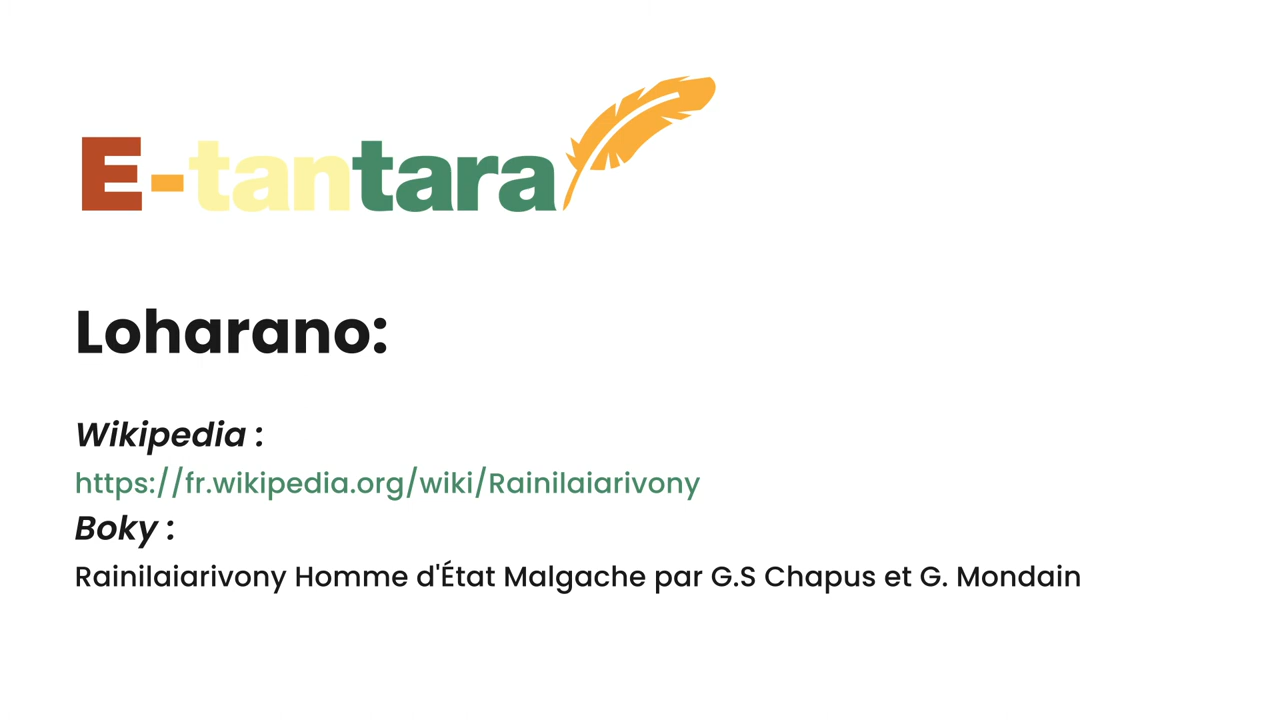 E-tantara
Loharano:
Wikipedia :
https://fr.wikipedia.org/wiki/Rainilaiarivony
Boky :
Rainilaiarivony Homme d'État Malgache par G.S Chapus et G. Mondain